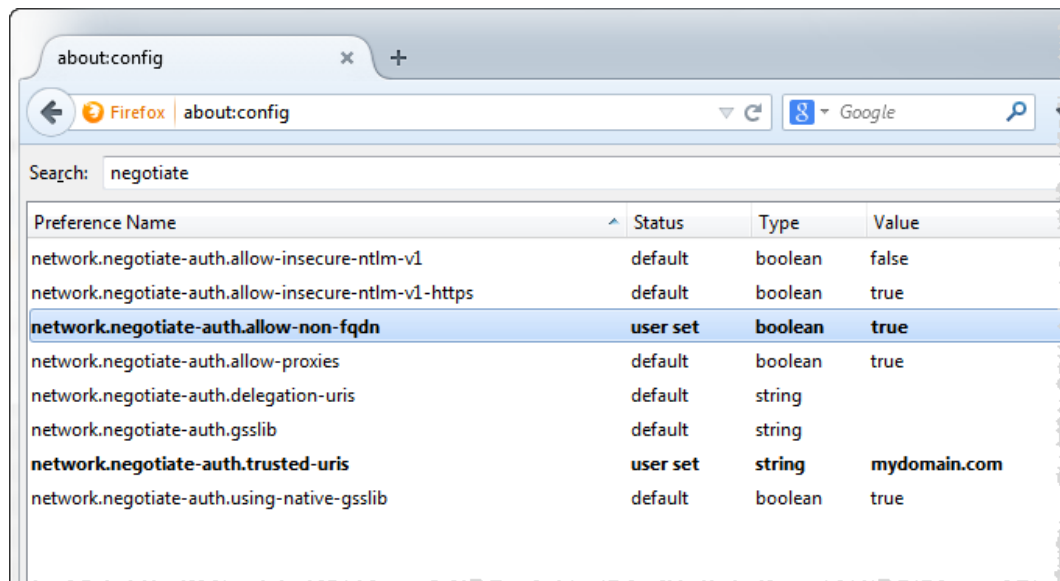 about:config
Firefox about:config Google
Search: negotiate
Preference Name Status Type Value
network.negotiate-auth.allow-insecure-ntlm-v1 default boolean false
network.negotiate-auth.allow-insecure-ntlm-v1-https default boolean true
network.negotiate-auth.allow-non-fqdn user set boolean true
network.negotiate-auth.allow-proxies default boolean true
network.negotiate-auth.delegation-uris default string
network.negotiate-auth.gsslib default string
network.negotiate-auth.trusted-uris user set string mydomain.com
network.negotiate-auth.using-native-gsslib default boolean true